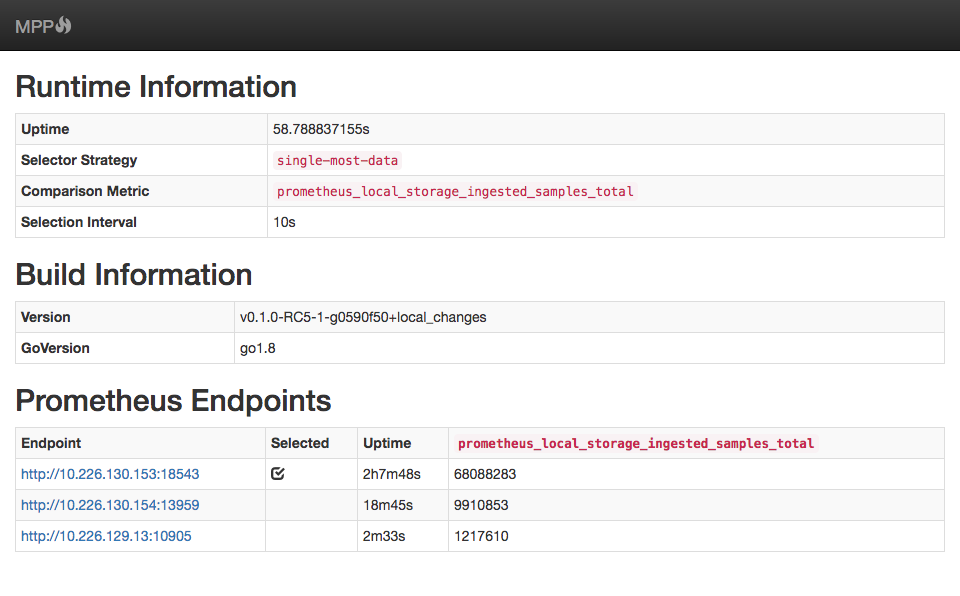 MPP
Runtime Information
Uptime 58.788837155s
Selector Strategy single-most-data
Comparison Metric prometheus_local_storage_ingested_samples_total
Selection Interval 10s
Build Information
Version v0.1.0-RC5-1-g0590f50+local_changes
GoVersion go1.8
Prometheus Endpoints
Endpoint Selected Uptime prometheus_local_storage_ingested_samples_total
http://10.226.130.153:18543 2h7m48s 68088283
http://10.226.130.154:13959 18m45s 9910853
http://10.226.129.13:10905 2m33s 1217610